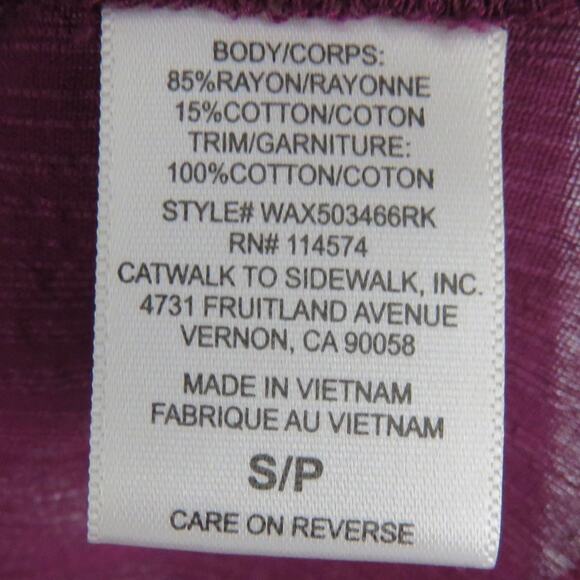 BODY/CORPS:
85%RAYON/RAYONNE
15%COTTON/COTON
TRIM/GARNITURE:
100%COTTON/COTON
STYLE# WAX503466RK
RN# 114574
CATWALK TO SIDEWALK, INC.
4731 FRUITLAND AVENUE
VERNON, CA 90058
MADE IN VIETNAM
FABRIQUE AU VIETNAM
S/P
CARE ON REVERSE